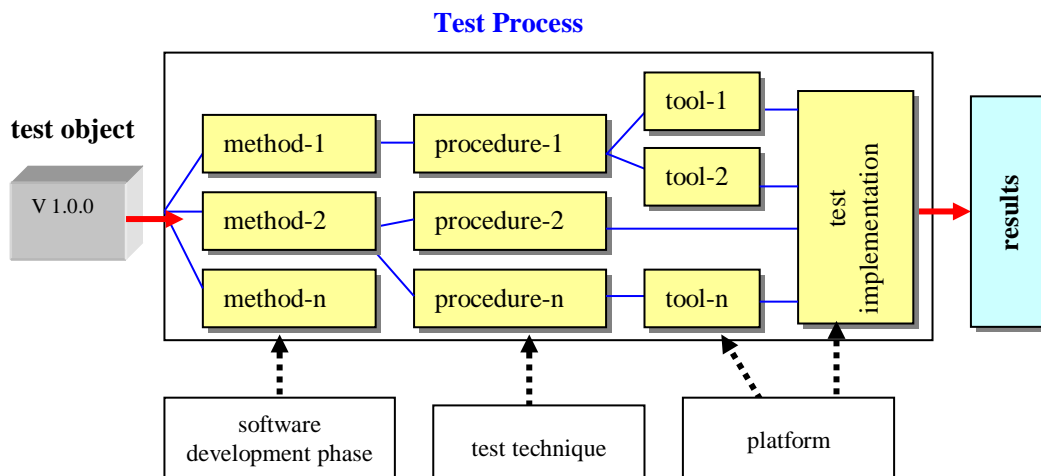 Test Process
test object
V 1.0.0
method-1
procedure-1
tool-1
tool-2
method-2
procedure-2
method-n
procedure-n
tool-n
test
implementation
results
software
development phase
test technique
platform